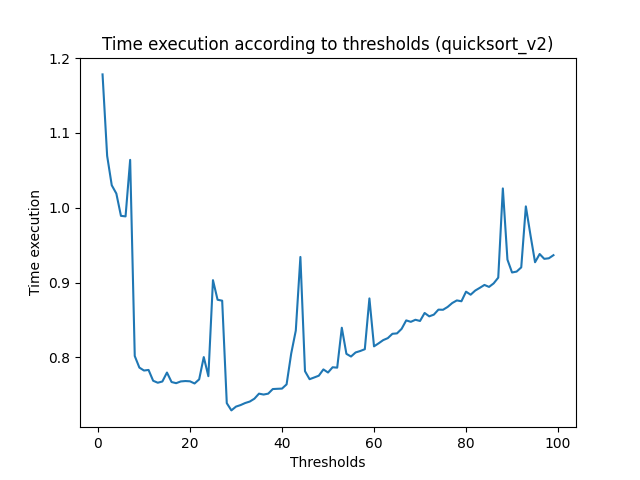 Time execution according to thresholds (quicksort_v2)
1.2
1.1
1.0
0.9
0.8
Time execution
0 20 40 60 80 100
Thresholds